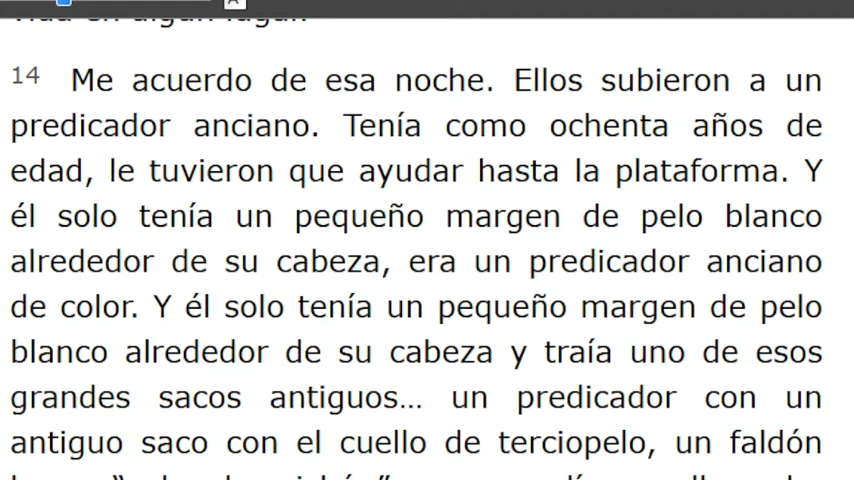 14 Me acuerdo de esa noche. Ellos subieron a un
predicador anciano. Tenía como ochenta años de
edad, le tuvieron que ayudar hasta la plataforma. Y
él solo tenía un pequeño margen de pelo blanco
alrededor de su cabeza, era un predicador anciano
de color. Y él solo tenía un pequeño margen de pelo
blanco alrededor de su cabeza y traía uno de esos
grandes sacos antiguos... un predicador con un
antiguo saco con el cuello de terciopelo, un faldón